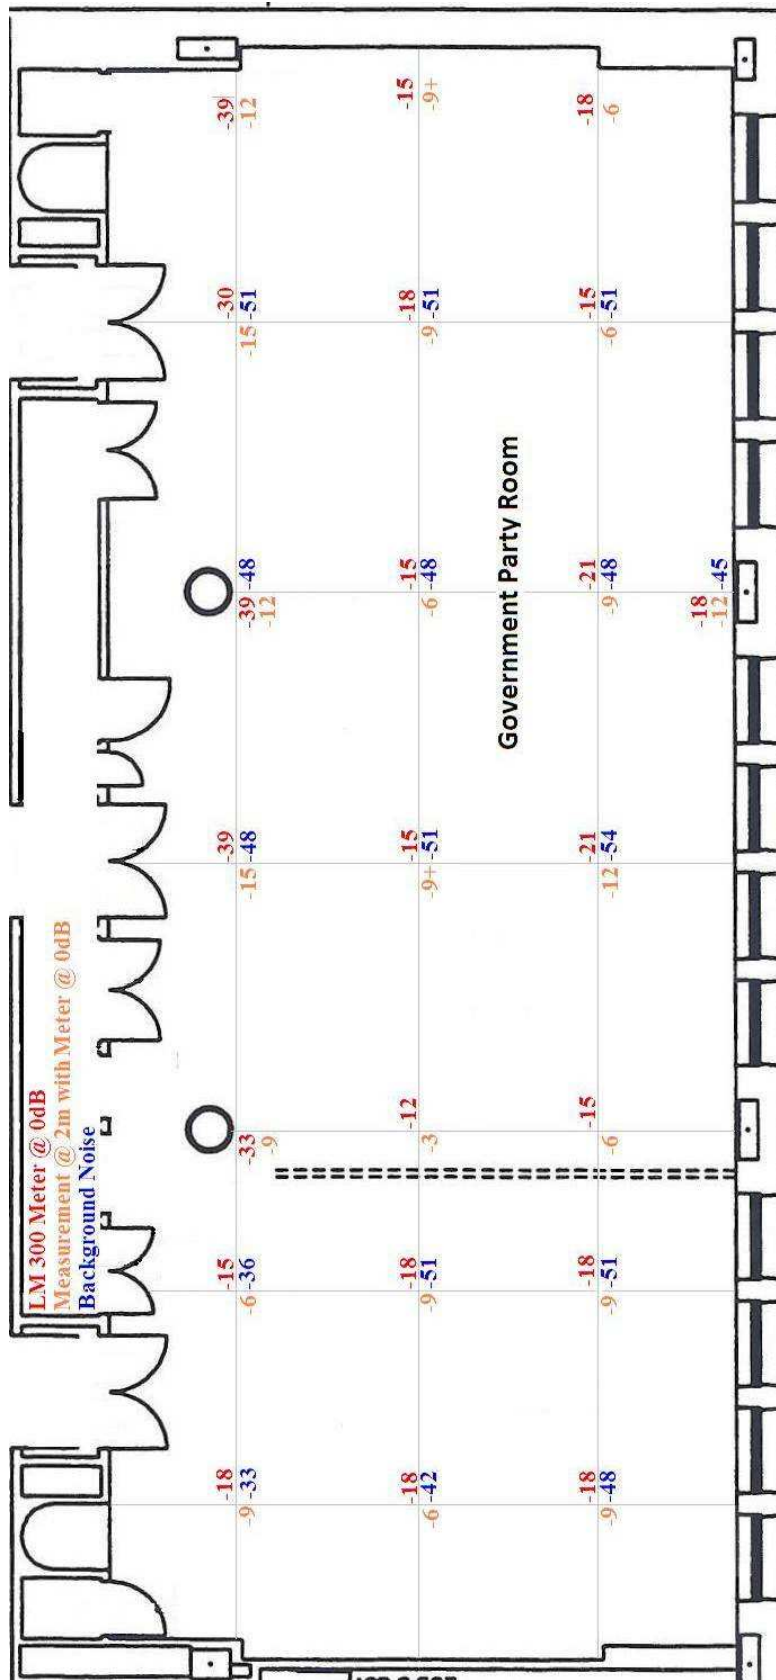 LM 300 Meter @ 0dB
Measurement @ 2m with Meter @ 0dB
Background Noise
-18 -15 -39 -30 -39
-9 -33 -6 -36 -33 -15 -48 -39 -48 -15 -51 -12
-9 -12
-18 -18 -12 -15 -15 -18 -15
-6 -42 -9 -51 -3 -9+ -51 -6 -48 -9 -51 -9+
Government Party Room
-18 -18 -15 -21 -21 -15 -18
-9 -48 -9 -51 -6 -12 -54 -9 -48 -6 -51 -6
-18
-12 -45